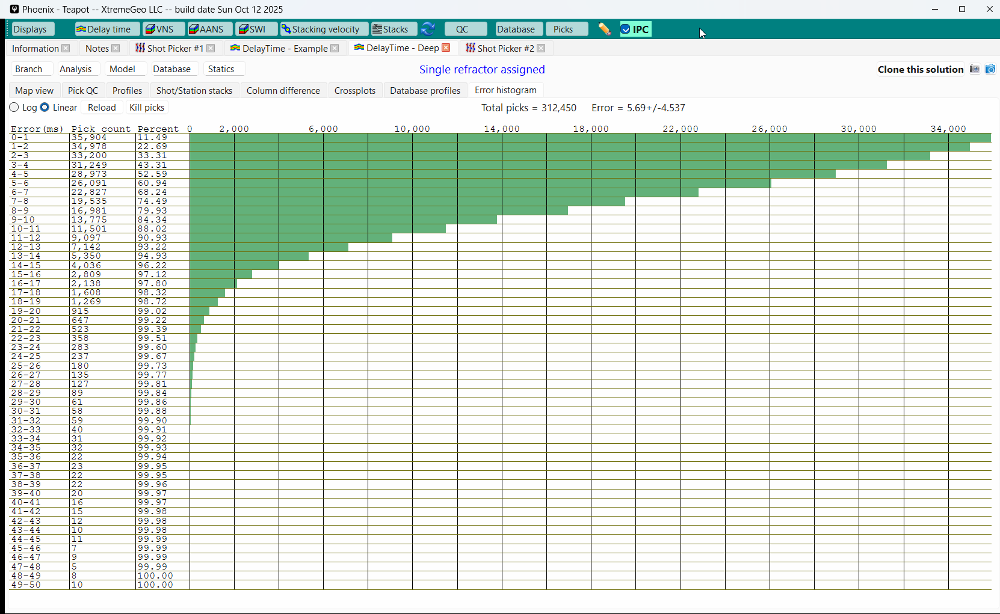 Phoenix - Teapot -- XtremeGeo LLC -- build date Sun Oct 12 2025
Displays Delay time VNS AANS SWI Stacking velocity Stacks QC Database Picks IPC
Information Notes Shot Picker #1 DelayTime - Example DelayTime - Deep Shot Picker #2
Branch Analysis Model Database Statics Single refractor assigned Clone this solution
Map view Pick QC Profiles Shot/Station stacks Column difference Crossplots Database profiles Error histogram
Log Linear Reload Kill picks Total picks = 312,450 Error = 5.69+/-4.537
Error(ms) Pick count Percent 0 2,000 6,000 10,000 14,000 18,000 22,000 26,000 30,000 34,000
0-1 35,904 11.49
1-2 34,978 22.69
2-3 33,200 33.31
3-4 31,249 43.31
4-5 28,973 52.59
5-6 26,091 60.94
6-7 22,827 68.24
7-8 19,535 74.49
8-9 16,981 79.93
9-10 13,775 84.34
10-11 11,501 88.02
11-12 9,097 90.93
12-13 7,142 93.22
13-14 5,350 94.93
14-15 4,036 96.22
15-16 2,809 97.12
16-17 2,138 97.80
17-18 1,608 98.32
18-19 1,269 98.72
19-20 915 99.02
20-21 647 99.22
21-22 523 99.39
22-23 358 99.51
23-24 283 99.60
24-25 237 99.67
25-26 180 99.73
26-27 135 99.77
27-28 127 99.81
28-29 89 99.84
29-30 61 99.86
30-31 58 99.88
31-32 59 99.90
32-33 40 99.91
33-34 31 99.92
34-35 32 99.93
35-36 22 99.94
36-37 23 99.95
37-38 22 99.95
38-39 22 99.96
39-40 20 99.97
40-41 16 99.97
41-42 15 99.98
42-43 12 99.98
43-44 10 99.98
44-45 11 99.99
45-46 7 99.99
46-47 9 99.99
47-48 5 99.99
48-49 8 100.00
49-50 10 100.00